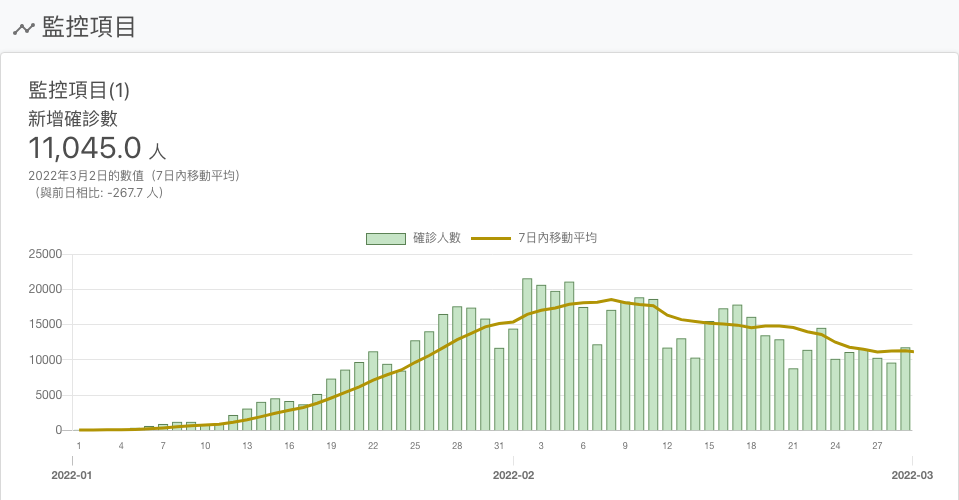 監控項目
監控項目(1)
新增確診數
11,045.0 人
2022年3月2日的數值（7日內移動平均）
（與前日相比: -267.7 人）
確診人數 7日內移動平均
25000
20000
15000
10000
5000
0
1 4 7 10 13 16 19 22 25 28 31 3 6 9 12 15 18 21 24 27
2022-01 2022-02 2022-03